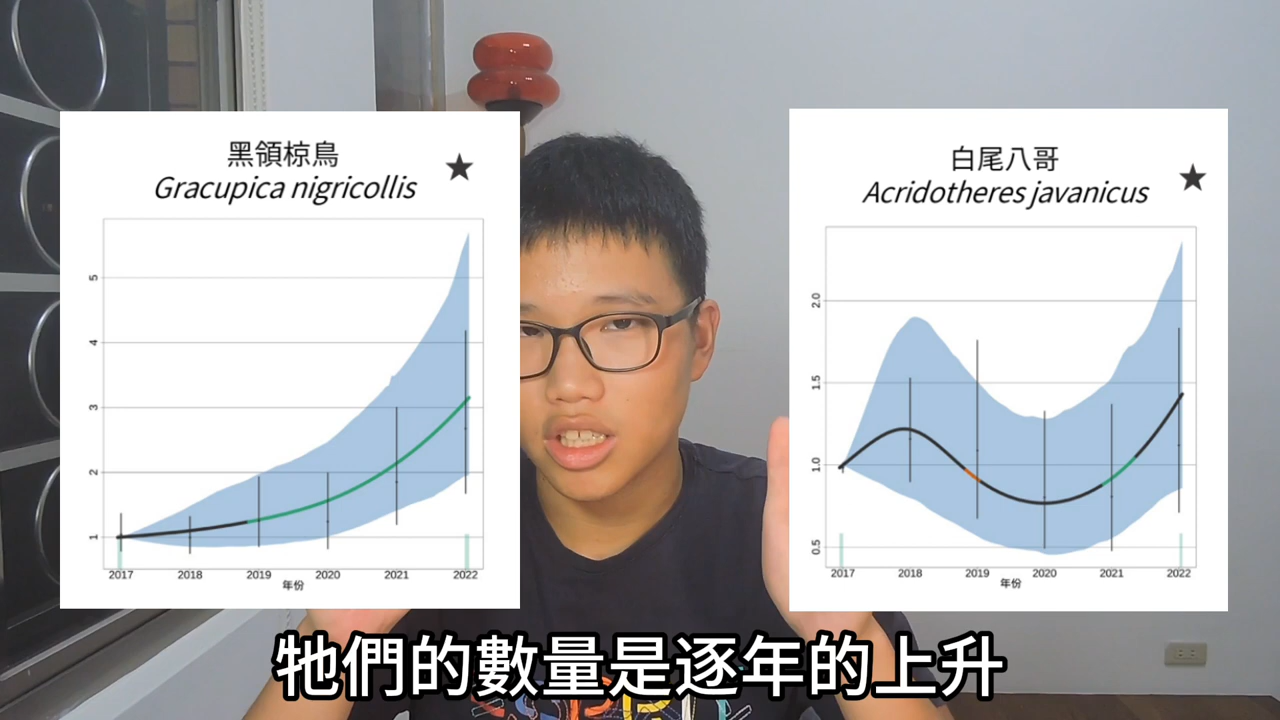 黑領椋鳥
Gracupica nigricollis
★
5
4
3
2
1
2017 2018 2019 2020 2021 2022
年份
白尾八哥
Acridotheres javanicus
★
2.0
1.5
1.0
0.5
2017 2018 2019 2020 2021 2022
年份
牠們的數量是逐年的上升